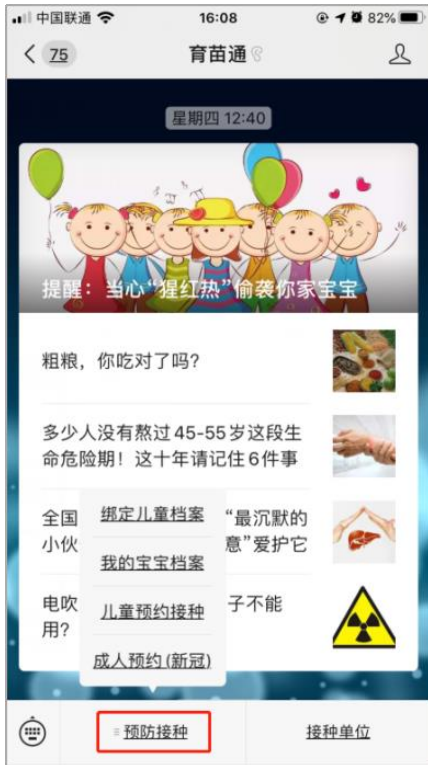 中国联通 16:08 82%
75 育苗通
星期四 12:40
提醒：当心“猩红热”偷袭你家宝宝
粗粮，你吃对了吗？
多少人没有熬过45-55岁这段生
命危险期！这十年请记住6件事
全国 “最沉默的
小伙 意”爱护它
电吹 子不能
用？
绑定儿童档案
我的宝宝档案
儿童预约接种
成人预约(新冠)
预防接种 接种单位